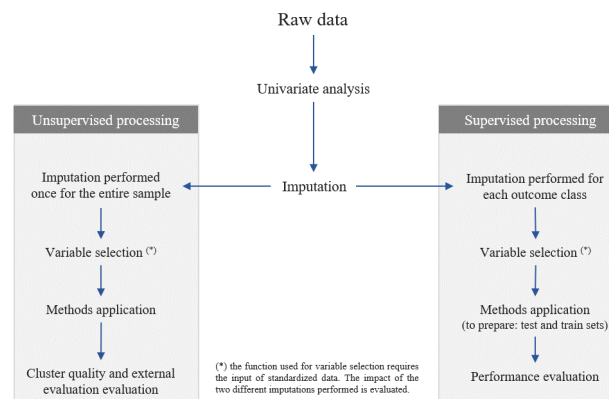 Raw data
Univariate analysis
Unsupervised processing
Supervised processing
Imputation performed
once for the entire sample
Imputation
Imputation performed for
each outcome class
Variable selection (*)
Variable selection (*)
Methods application
Methods application
(to prepare: test and train sets)
Cluster quality and external
evaluation evaluation
(*) the function used for variable selection requires
the input of standardized data. The impact of the
two different imputations performed is evaluated.
Performance evaluation